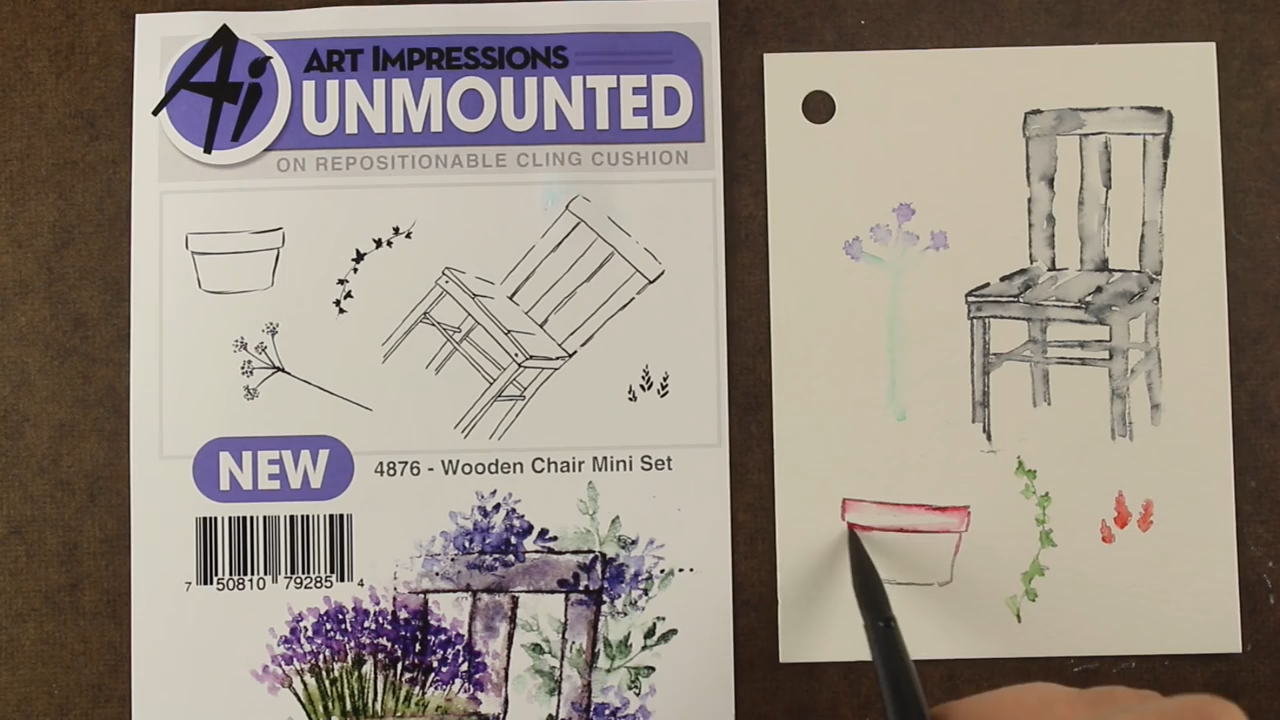 Ai
ART IMPRESSIONS
UNMOUNTED
ON REPOSITIONABLE CLING CUSHION
NEW
4876 - Wooden Chair Mini Set
7 50810 79285 4